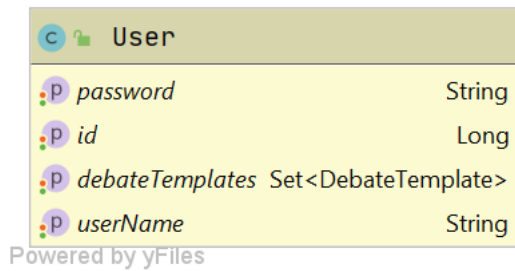 C User
p password String
p id Long
p debateTemplates Set<DebateTemplate>
p userName String
Powered by yFiles